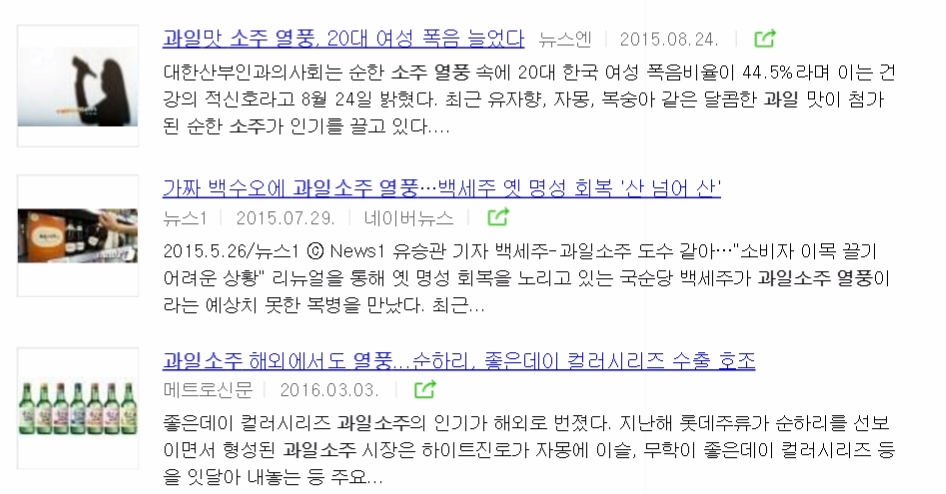 과일맛 소주 열풍, 20대 여성 폭음 늘었다 뉴스엔 2015.08.24.
대한산부인과의사회는 순한 소주 열풍 속에 20대 한국 여성 폭음비율이 44.5%라며 이는 건
강의 적신호라고 8월 24일 밝혔다. 최근 유자향, 자몽, 복숭아 같은 달콤한 과일 맛이 첨가
된 순한 소주가 인기를 끌고 있다....
가짜 백수오에 과일소주 열풍…백세주 옛 명성 회복 '산 넘어 산'
뉴스1 2015.07.29. 네이버뉴스
2015.5.26/뉴스1 ⓒ News1 유승관 기자 백세주-과일소주 도수 같아…"소비자 이목 끌기
어려운 상황" 리뉴얼을 통해 옛 명성 회복을 노리고 있는 국순당 백세주가 과일소주 열풍이
라는 예상치 못한 복병을 만났다. 최근...
과일소주 해외에서도 열풍...순하리, 좋은데이 컬러시리즈 수출 호조
메트로신문 2016.03.03.
좋은데이 컬러시리즈 과일소주의 인기가 해외로 번졌다. 지난해 롯데주류가 순하리를 선보
이면서 형성된 과일소주 시장은 하이트진로가 자몽에 이슬, 무학이 좋은데이 컬러시리즈 등
을 잇달아 내놓는 등 주요...